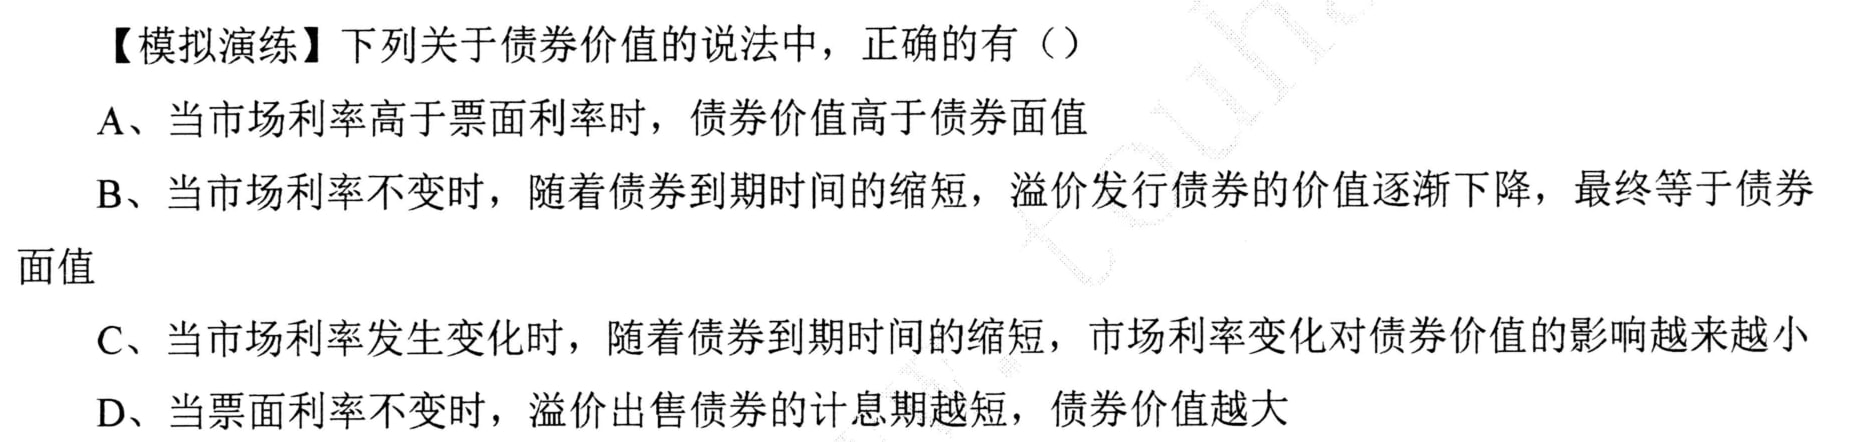 【模拟演练】下列关于债券价值的说法中，正确的有（）
A、当市场利率高于票面利率时，债券价值高于债券面值
B、当市场利率不变时，随着债券到期时间的缩短，溢价发行债券的价值逐渐下降，最终等于债券
面值
C、当市场利率发生变化时，随着债券到期时间的缩短，市场利率变化对债券价值的影响越来越小
D、当票面利率不变时，溢价出售债券的计息期越短，债券价值越大